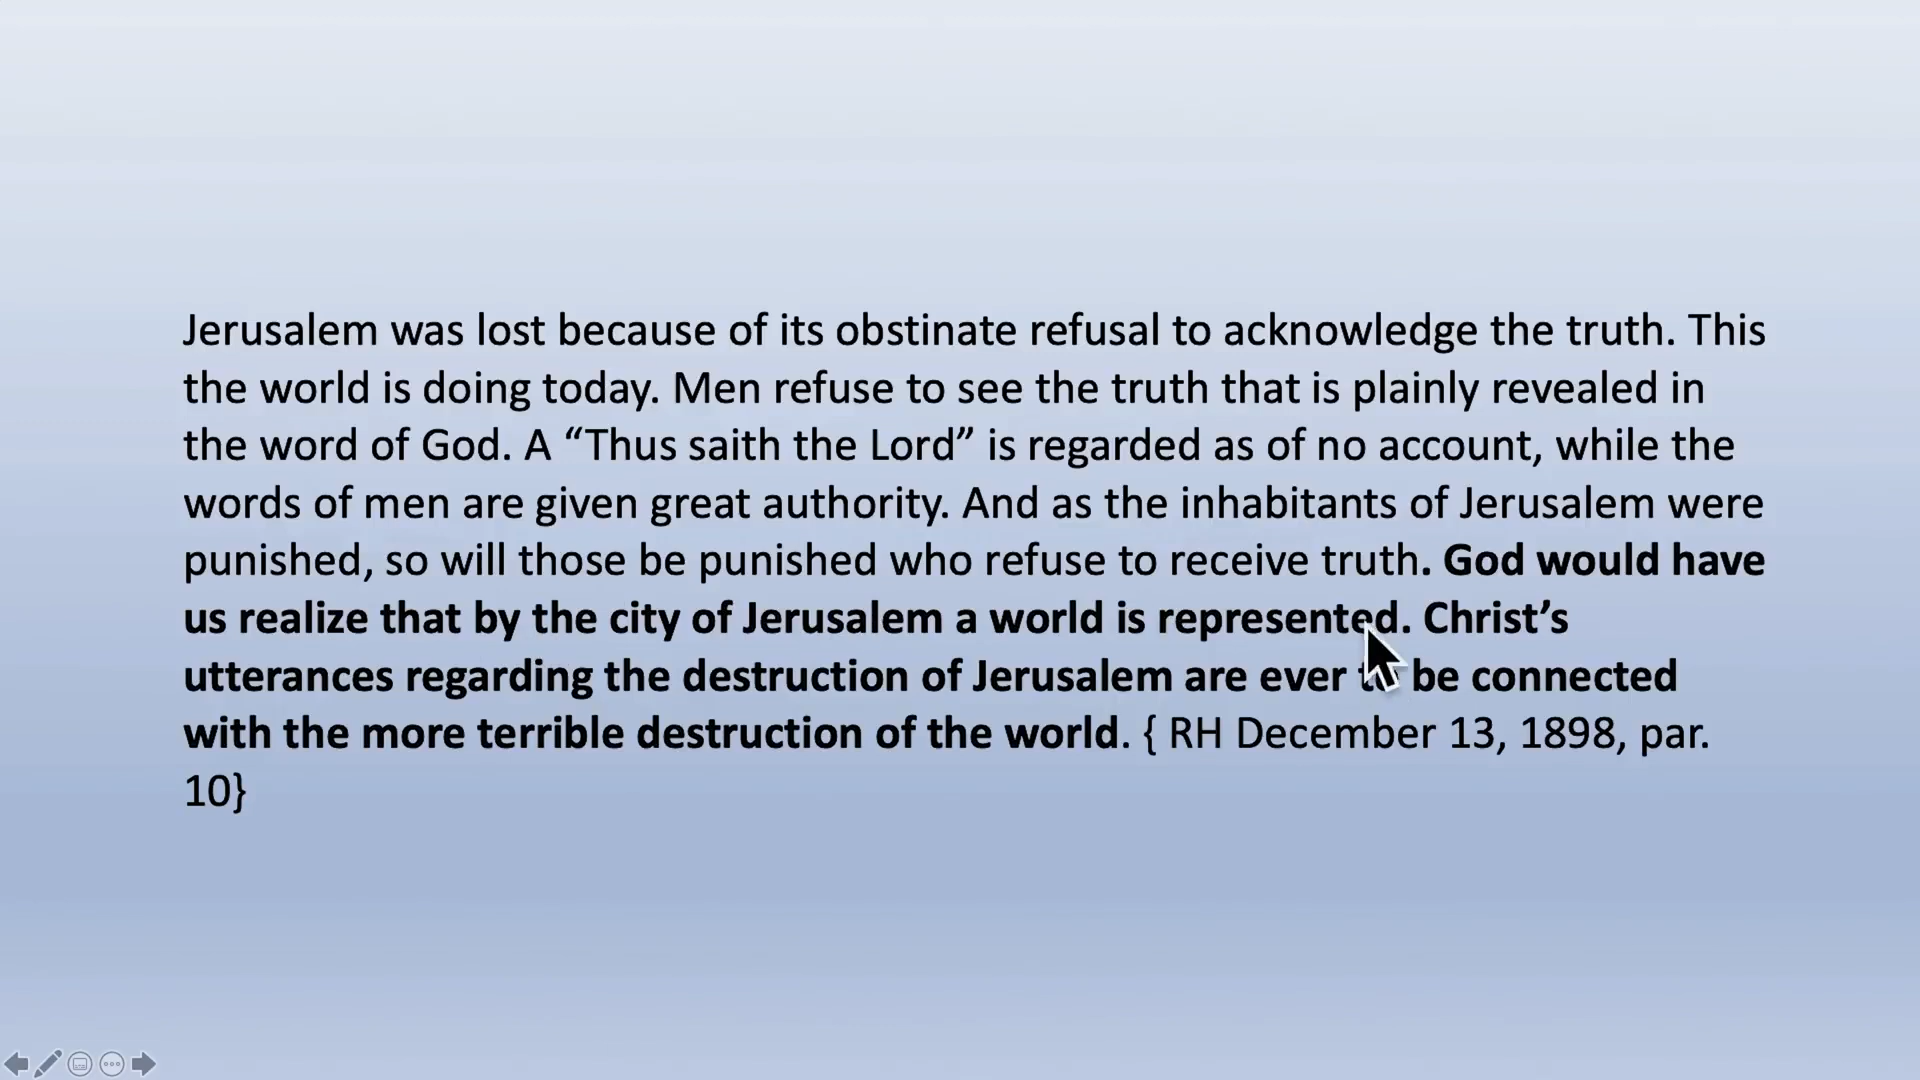 Jerusalem was lost because of its obstinate refusal to acknowledge the truth. This
the world is doing today. Men refuse to see the truth that is plainly revealed in
the word of God. A “Thus saith the Lord” is regarded as of no account, while the
words of men are given great authority. And as the inhabitants of Jerusalem were
punished, so will those be punished who refuse to receive truth. God would have
us realize that by the city of Jerusalem a world is represented. Christ’s
utterances regarding the destruction of Jerusalem are ever to be connected
with the more terrible destruction of the world. { RH December 13, 1898, par.
10}